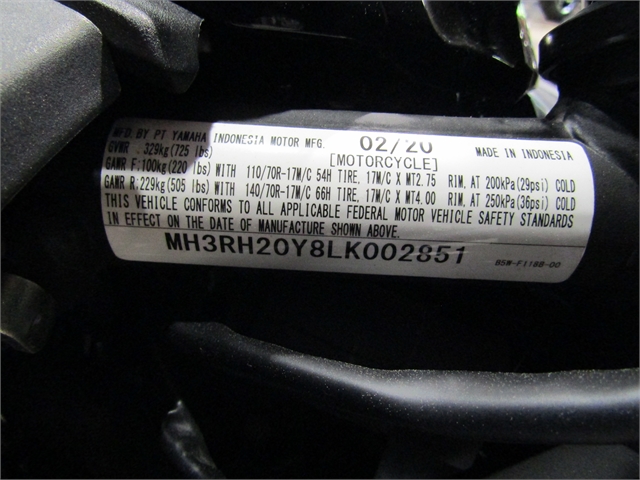 MFD. BY PT YAMAHA INDONESIA MOTOR MFG. 02/20 MADE IN INDONESIA
GVWR : 329kg(725 lbs) [MOTORCYCLE]
GAWR F:100kg(220 lbs) WITH 110/70R-17M/C 54H TIRE, 17M/C X MT2.75 RIM, AT 200kPa(29psi) COLD
GAWR R:229kg(505 lbs) WITH 140/70R-17M/C 66H TIRE, 17M/C X MT4.00 RIM, AT 250kPa(36psi) COLD
THIS VEHICLE CONFORMS TO ALL APPLICABLE FEDERAL MOTOR VEHICLE SAFETY STANDARDS
IN EFFECT ON THE DATE OF MANUFACTURE SHOWN ABOVE.
MH3RH20Y8LK002851
B5W-F118B-00